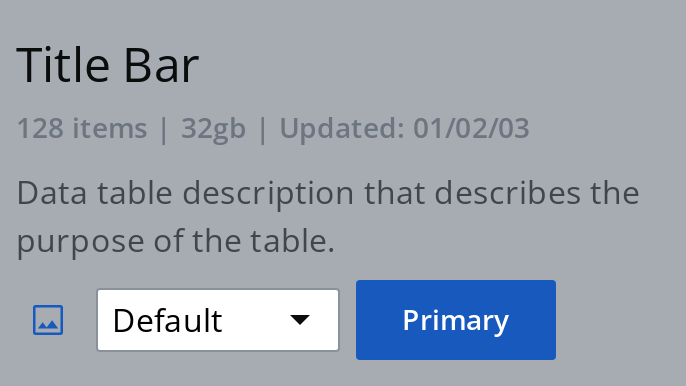 Title Bar
128 items | 32gb | Updated: 01/02/03
Data table description that describes the
purpose of the table.
Default
Primary